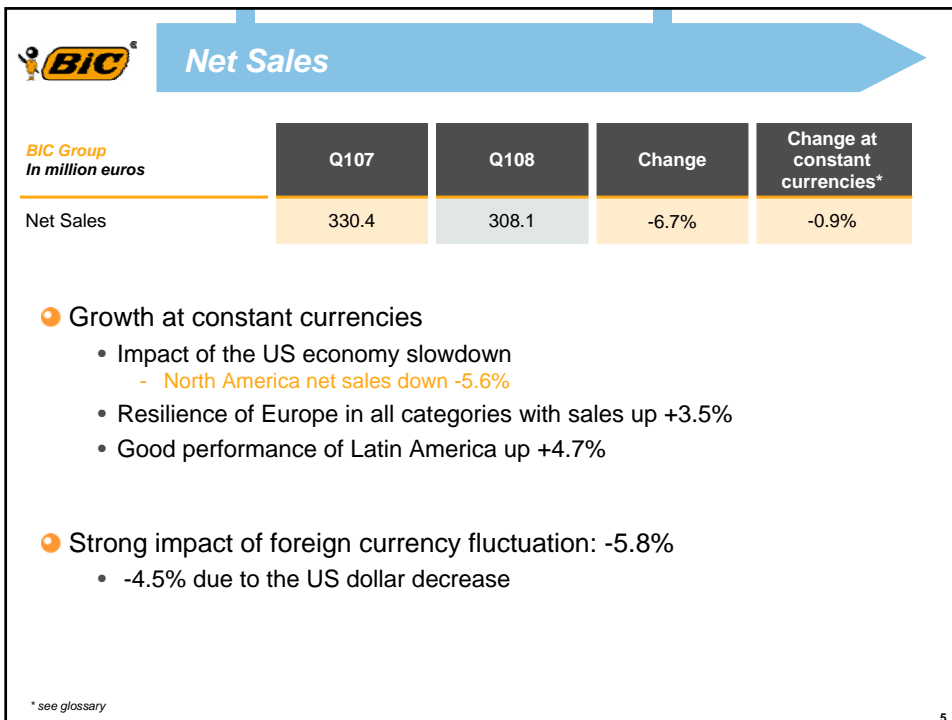 BiC®
Net Sales
BIC Group
In million euros
Q107
Q108
Change
Change at
constant
currencies*
Net Sales
330.4
308.1
-6.7%
-0.9%
Growth at constant currencies
• Impact of the US economy slowdown
- North America net sales down -5.6%
• Resilience of Europe in all categories with sales up +3.5%
• Good performance of Latin America up +4.7%
Strong impact of foreign currency fluctuation: -5.8%
• -4.5% due to the US dollar decrease
* see glossary
5